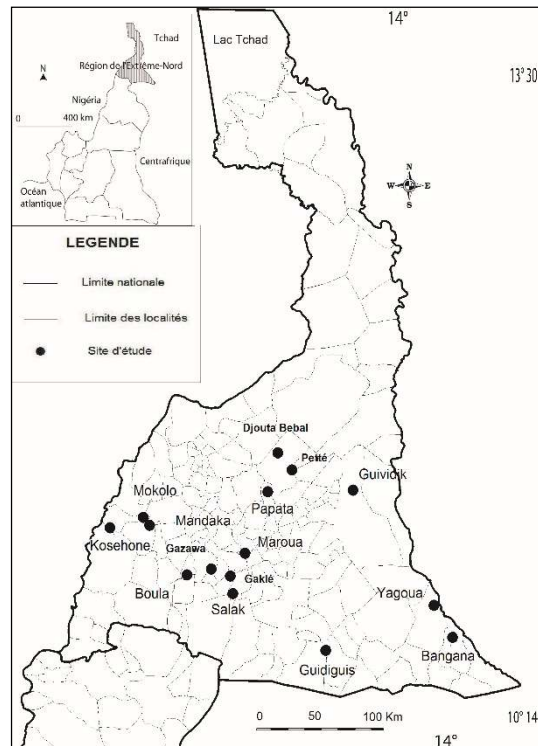 Tchad
Région de l'Extrême-Nord
N
Nigéria
0 400 km
Centrafrique
Océan
atlantique
LEGENDE
Limite nationale
Limite des localités
Site d'étude
Lac Tchad
14°
13°30
N
W E
S
Djouta Bebal
Petté
Guividik
Papata
Mokolo
Mandaka
Kosehone
Maroua
Gazawa
Gaklé
Boula
Salak
Yagoua
Guidiguis
Bangana
0 50 100 Km
10°14
14°